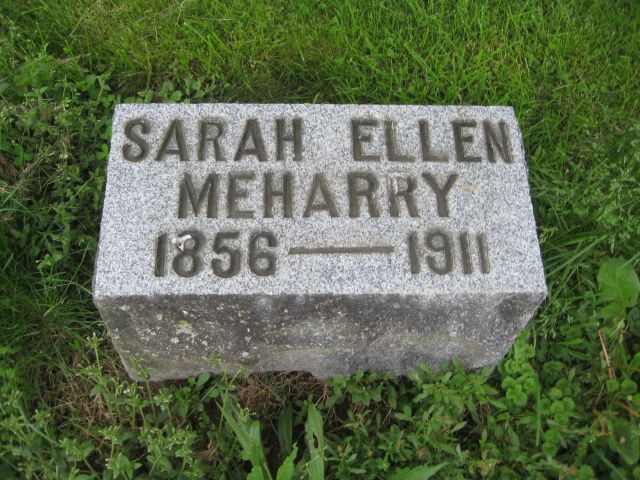 SARAH ELLEN
MEHARRY
1856 — 1911